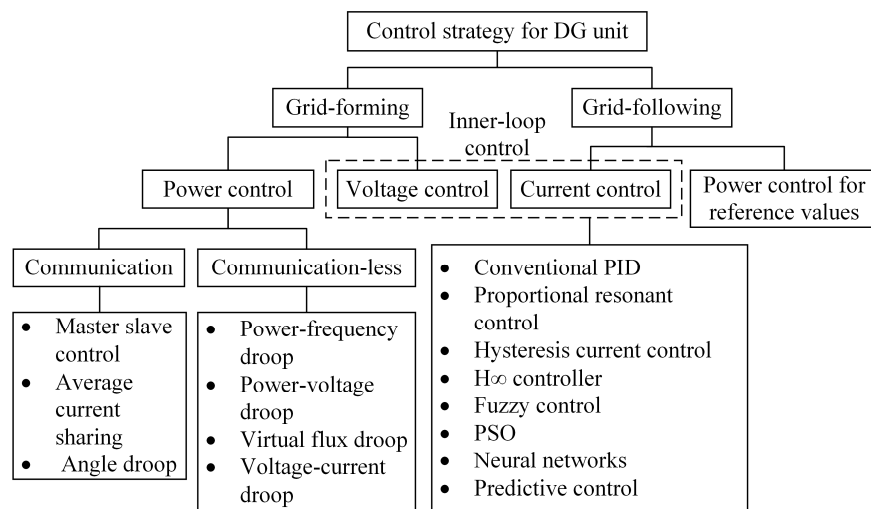 Control strategy for DG unit
Grid-forming
Grid-following
Inner-loop
control
Power control
Voltage control
Current control
Power control for
reference values
Communication
Communication-less
• Master slave
control
• Average
current
sharing
• Angle droop
• Power-frequency
droop
• Power-voltage
droop
• Virtual flux droop
• Voltage-current
droop
• Conventional PID
• Proportional resonant
control
• Hysteresis current control
• H∞ controller
• Fuzzy control
• PSO
• Neural networks
• Predictive control